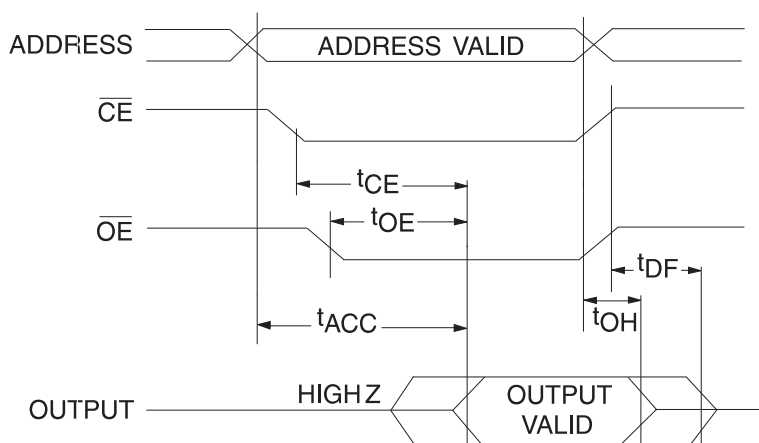 ADDRESS
ADDRESS VALID
CE
tCE
tOE
OE
tDF
tACC
tOH
HIGH Z
OUTPUT
OUTPUT
VALID